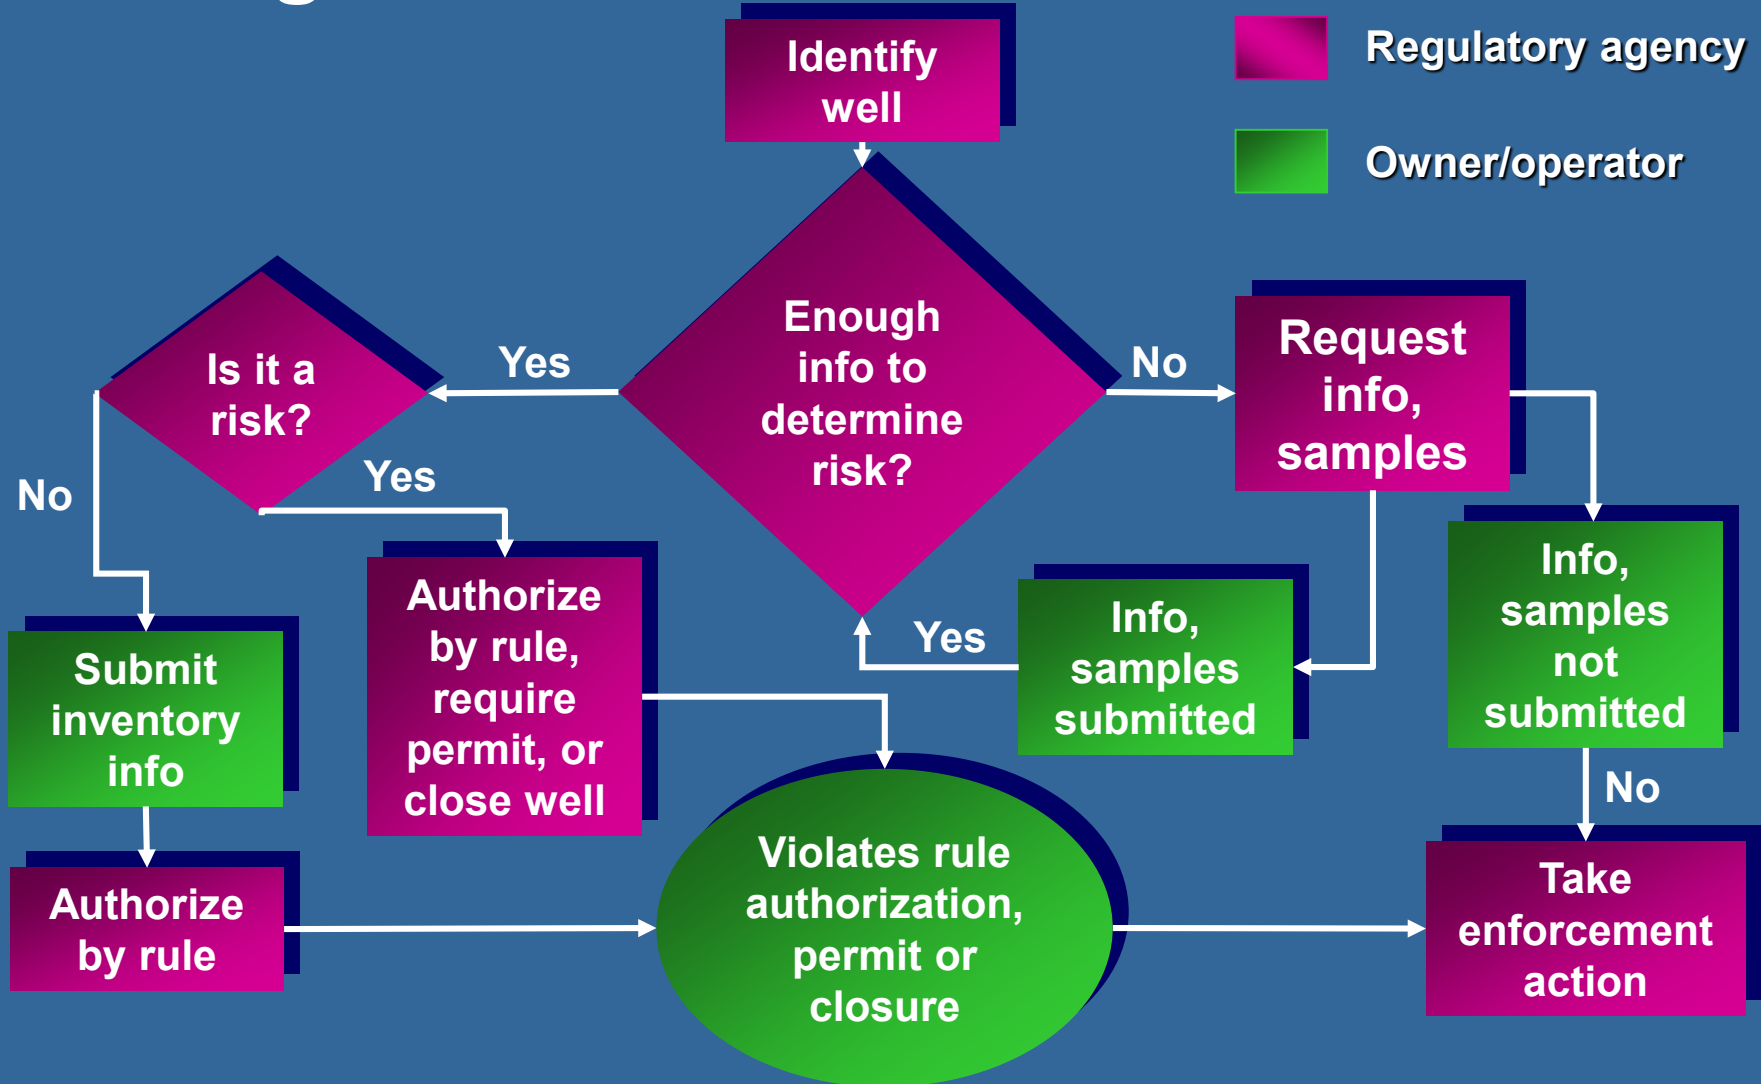 Identify
well
Regulatory agency
Owner/operator
Enough
info to
determine
risk?
Is it a
risk?
Yes
No
Request
info,
samples
No
Yes
Authorize
by rule,
require
permit, or
close well
Yes
Info,
samples
submitted
Info,
samples
not
submitted
Submit
inventory
info
No
Authorize
by rule
Violates rule
authorization,
permit or
closure
Take
enforcement
action